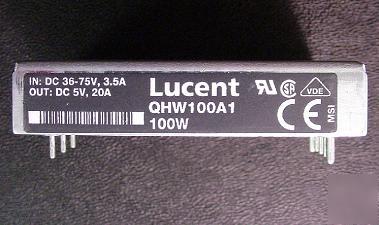 IN: DC 36-75V, 3.5A
OUT: DC 5V, 20A
Lucent
QHW100A1
100W
VDE
CE
MSI